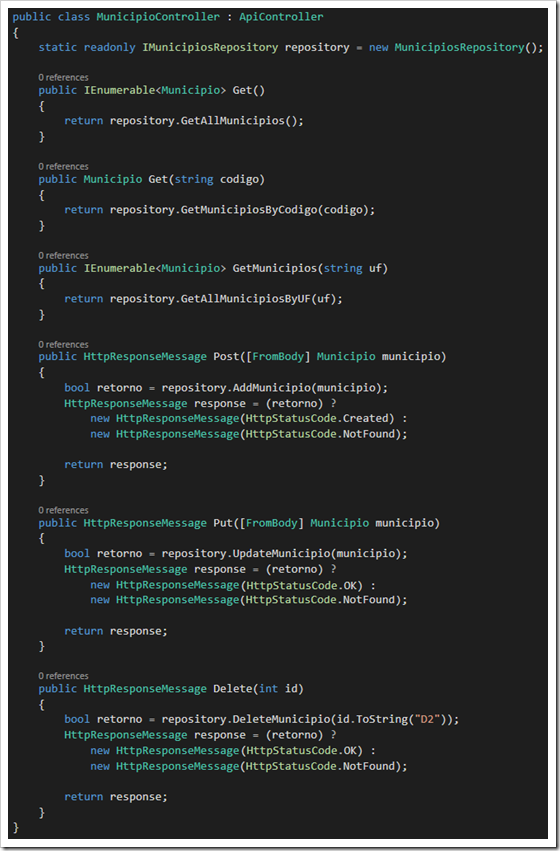 public class MunicipioController : ApiController
{
    static readonly IMunicipiosRepository repository = new MunicipiosRepository();

    0 references
    public IEnumerable<Municipio> Get()
    {
        return repository.GetAllMunicipios();
    }

    0 references
    public Municipio Get(string codigo)
    {
        return repository.GetMunicipiosByCodigo(codigo);
    }

    0 references
    public IEnumerable<Municipio> GetMunicipios(string uf)
    {
        return repository.GetAllMunicipiosByUF(uf);
    }

    0 references
    public HttpResponseMessage Post([FromBody] Municipio municipio)
    {
        bool retorno = repository.AddMunicipio(municipio);
        HttpResponseMessage response = (retorno) ?
            new HttpResponseMessage(HttpStatusCode.Created) :
            new HttpResponseMessage(HttpStatusCode.NotFound);

        return response;
    }

    0 references
    public HttpResponseMessage Put([FromBody] Municipio municipio)
    {
        bool retorno = repository.UpdateMunicipio(municipio);
        HttpResponseMessage response = (retorno) ?
            new HttpResponseMessage(HttpStatusCode.OK) :
            new HttpResponseMessage(HttpStatusCode.NotFound);

        return response;
    }

    0 references
    public HttpResponseMessage Delete(int id)
    {
        bool retorno = repository.DeleteMunicipio(id.ToString("D2"));
        HttpResponseMessage response = (retorno) ?
            new HttpResponseMessage(HttpStatusCode.OK) :
            new HttpResponseMessage(HttpStatusCode.NotFound);

        return response;
    }
}